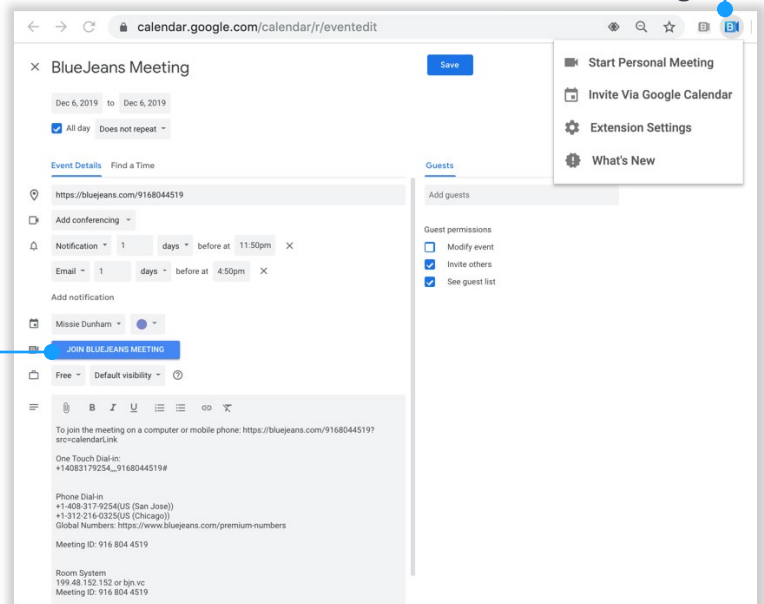 calendar.google.com/calendar/r/eventedit
BlueJeans Meeting
Save
Start Personal Meeting
Invite Via Google Calendar
Extension Settings
What's New
Dec 6, 2019 to Dec 6, 2019
All day Does not repeat
Event Details Find a Time
Guests
https://bluejeans.com/9168044519
Add guests
Add conferencing
Guest permissions
Notification 1 days before at 11:50pm
Modify event
Email 1 days before at 4:50pm
Invite others
See guest list
Add notification
Missie Dunham
JOIN BLUEJEANS MEETING
Free Default visibility
B I U
To join the meeting on a computer or mobile phone: https://bluejeans.com/9168044519?
src=calendarLink
One Touch Dial-in:
+14083179254,,,9168044519#
Phone Dial-in
+1-408-317-9254(US (San Jose))
+1-312-216-0325(US (Chicago))
Global Numbers: https://www.bluejeans.com/premium-numbers
Meeting ID: 916 804 4519
Room System
199.48.152.152 or bjn.vc
Meeting ID: 916 804 4519